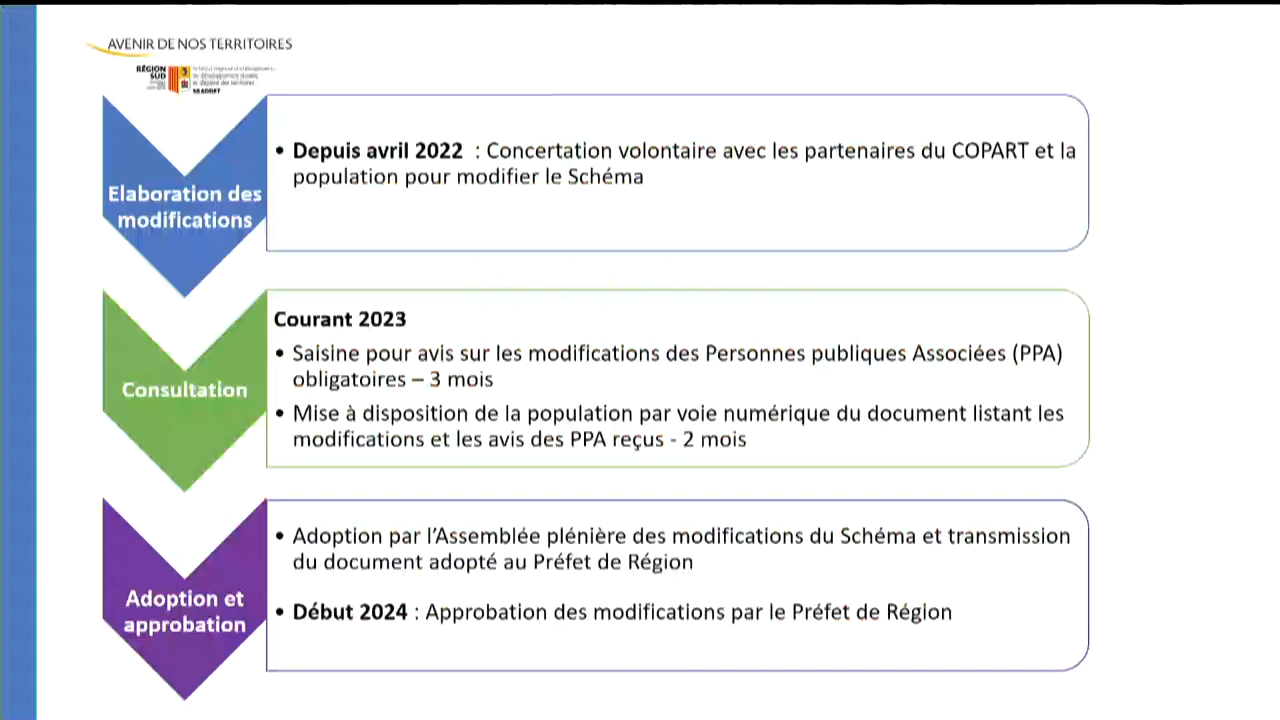 AVENIR DE NOS TERRITOIRES
RÉGION
SUD
SRADDET
Elaboration des
modifications
• Depuis avril 2022 : Concertation volontaire avec les partenaires du COPART et la
population pour modifier le Schéma
Consultation
Courant 2023
• Saisine pour avis sur les modifications des Personnes publiques Associées (PPA)
obligatoires – 3 mois
• Mise à disposition de la population par voie numérique du document listant les
modifications et les avis des PPA reçus - 2 mois
Adoption et
approbation
• Adoption par l'Assemblée plénière des modifications du Schéma et transmission
du document adopté au Préfet de Région
• Début 2024 : Approbation des modifications par le Préfet de Région